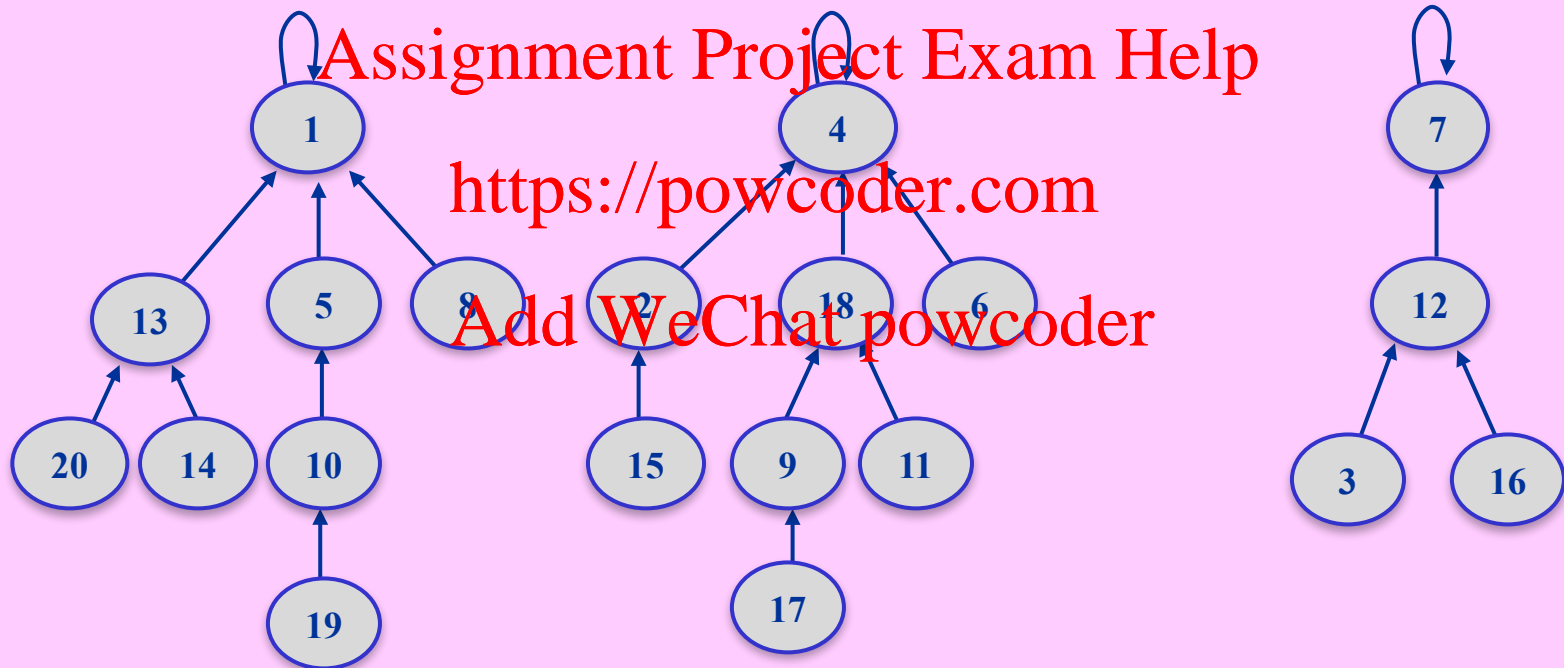 Assignment Project Exam Help
1 4 7
https://powcoder.com
13 5 8 2 18 6 12
Add WeChat powcoder
20 14 10 15 9 11 3 16
19 17